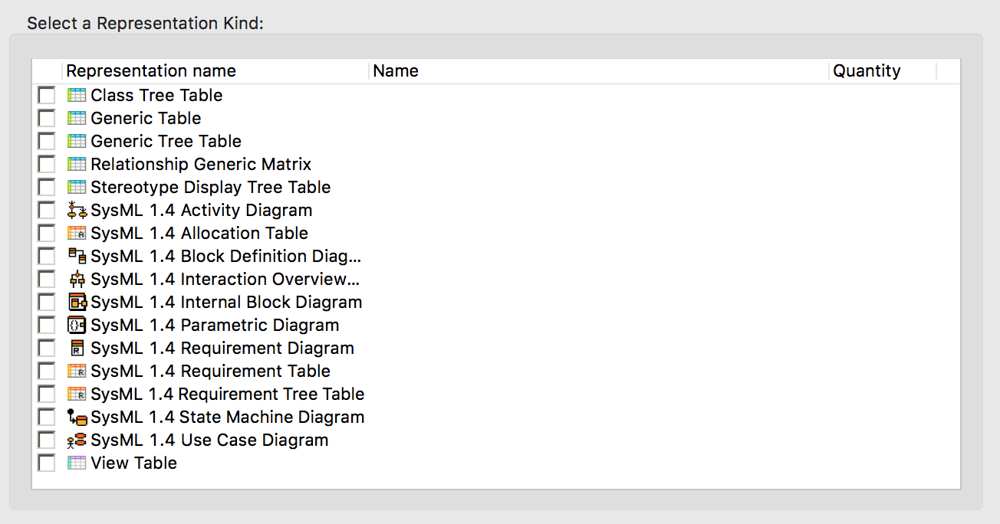 Select a Representation Kind:
Representation name Name Quantity
Class Tree Table
Generic Table
Generic Tree Table
Relationship Generic Matrix
Stereotype Display Tree Table
SysML 1.4 Activity Diagram
SysML 1.4 Allocation Table
SysML 1.4 Block Definition Diag...
SysML 1.4 Interaction Overview...
SysML 1.4 Internal Block Diagram
SysML 1.4 Parametric Diagram
SysML 1.4 Requirement Diagram
SysML 1.4 Requirement Table
SysML 1.4 Requirement Tree Table
SysML 1.4 State Machine Diagram
SysML 1.4 Use Case Diagram
View Table